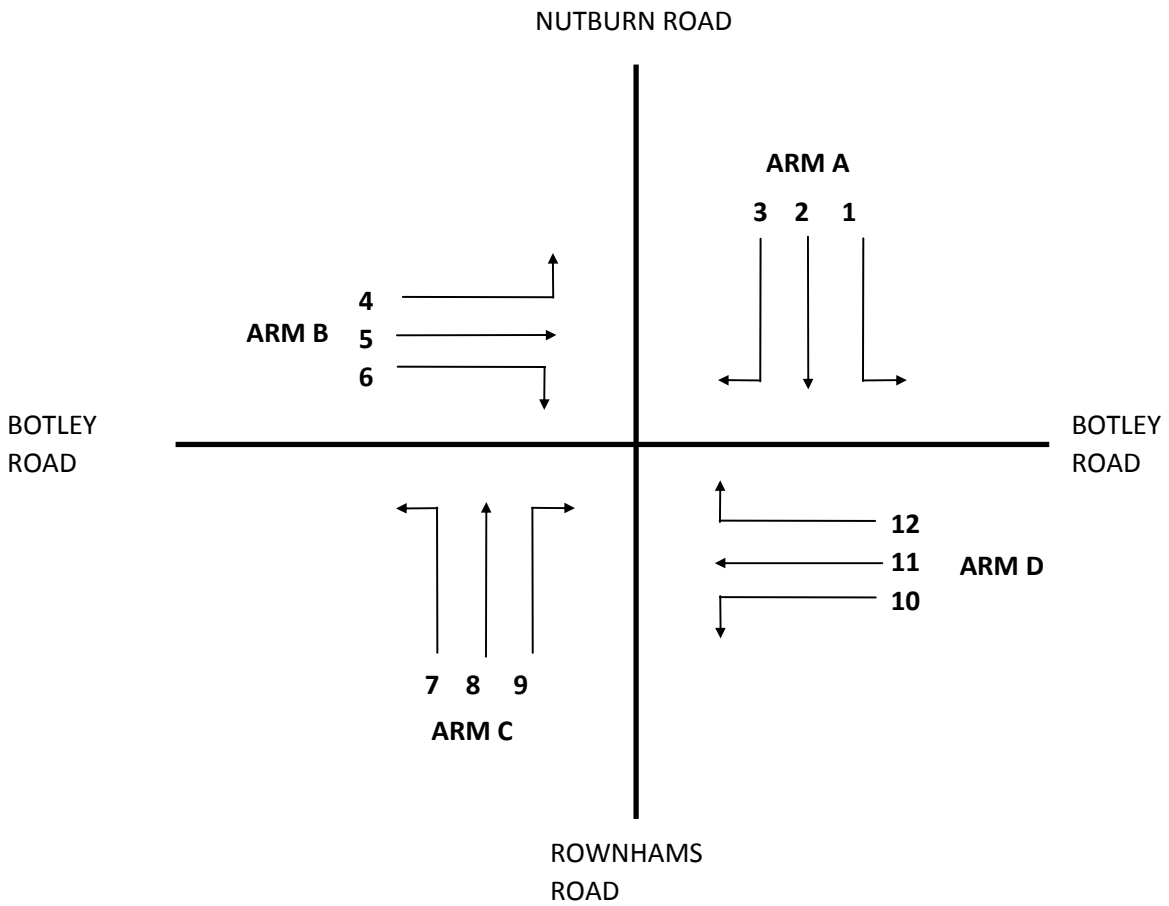 NUTBURN ROAD
ARM A
3 2 1
4
ARM B 5
6
BOTLEY
ROAD
BOTLEY
ROAD
12
11 ARM D
10
7 8 9
ARM C
ROWNHAMS
ROAD